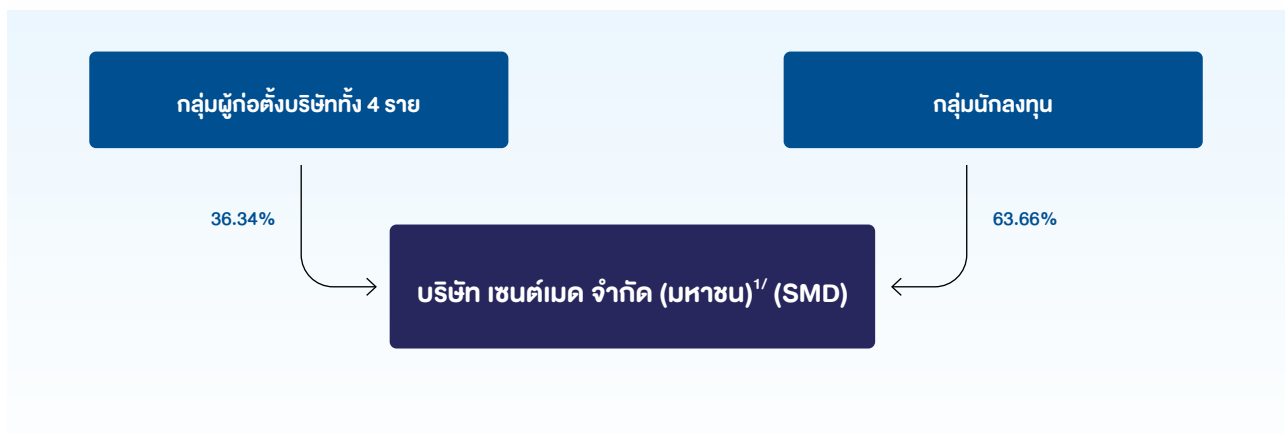 กลุ่มผู้ก่อตั้งบริษัททั้ง 4 ราย
กลุ่มนักลงทุน
36.34%
63.66%
บริษัท เซนต์เมด จำกัด (มหาชน)¹/ (SMD)